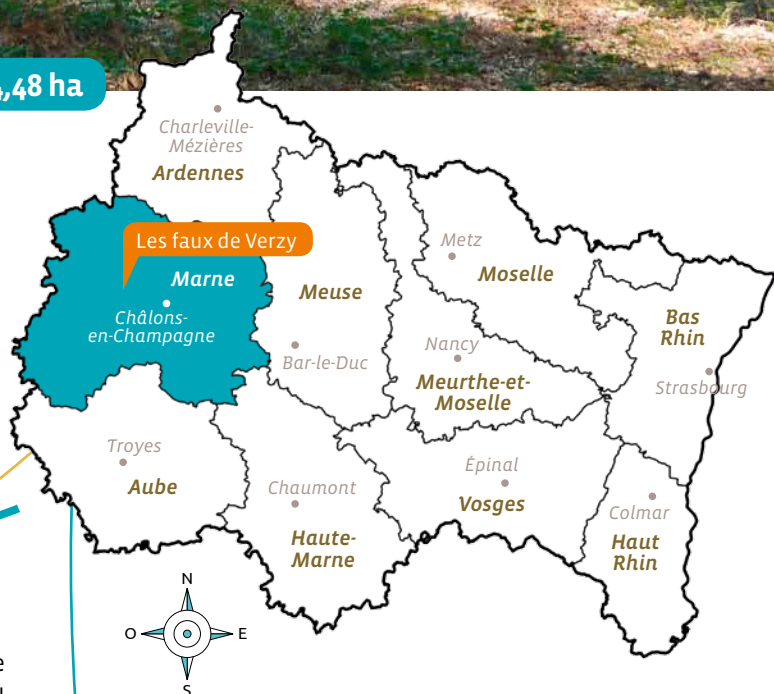 ,48 ha
Charleville-
Mézières
Ardennes
Les faux de Verzy
Marne
Châlons-
en-Champagne
Meuse
Bar-le-Duc
Metz
Moselle
Nancy
Meurthe-et-
Moselle
Bas
Rhin
Strasbourg
Troyes
Aube
Chaumont
Haute-
Marne
Épinal
Vosges
Colmar
Haut
Rhin
N
O
E
S